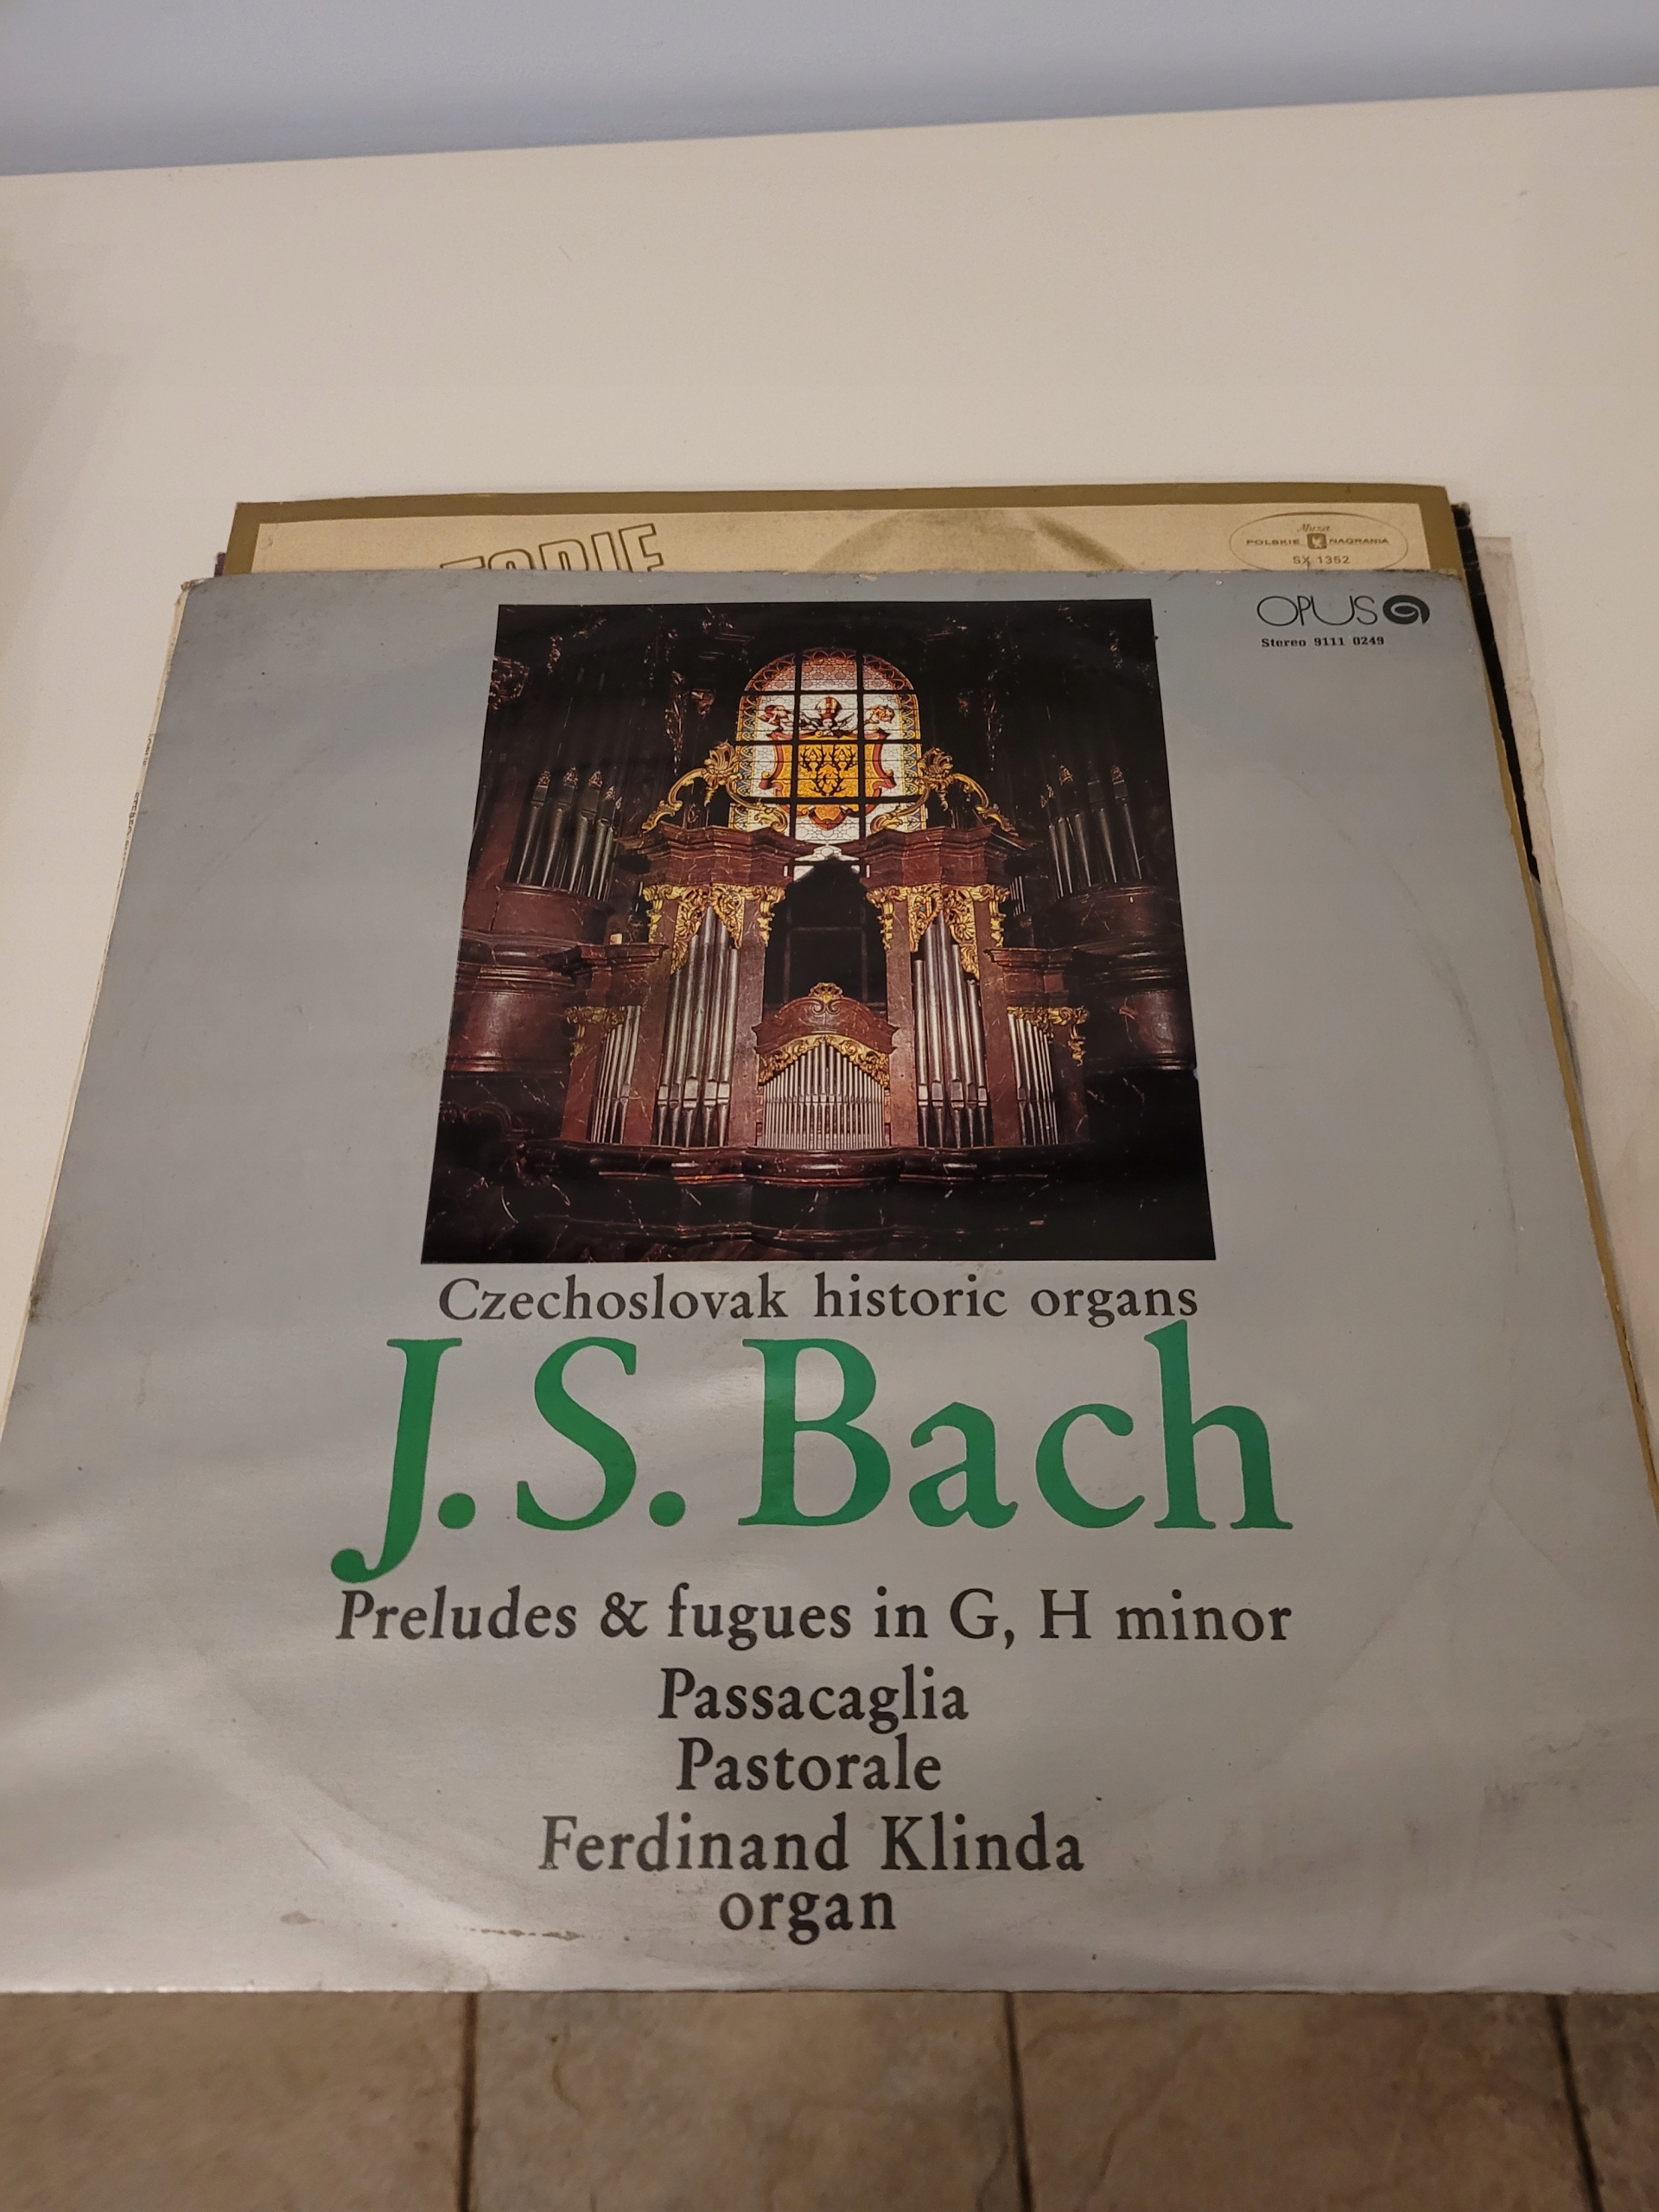 Muza
POLSKIE NAGRANIA
SX 1352
OPUS
Stereo 9111 0249
Czechoslovak historic organs
J.S. Bach
Preludes & fugues in G, H minor
Passacaglia
Pastorale
Ferdinand Klinda
organ